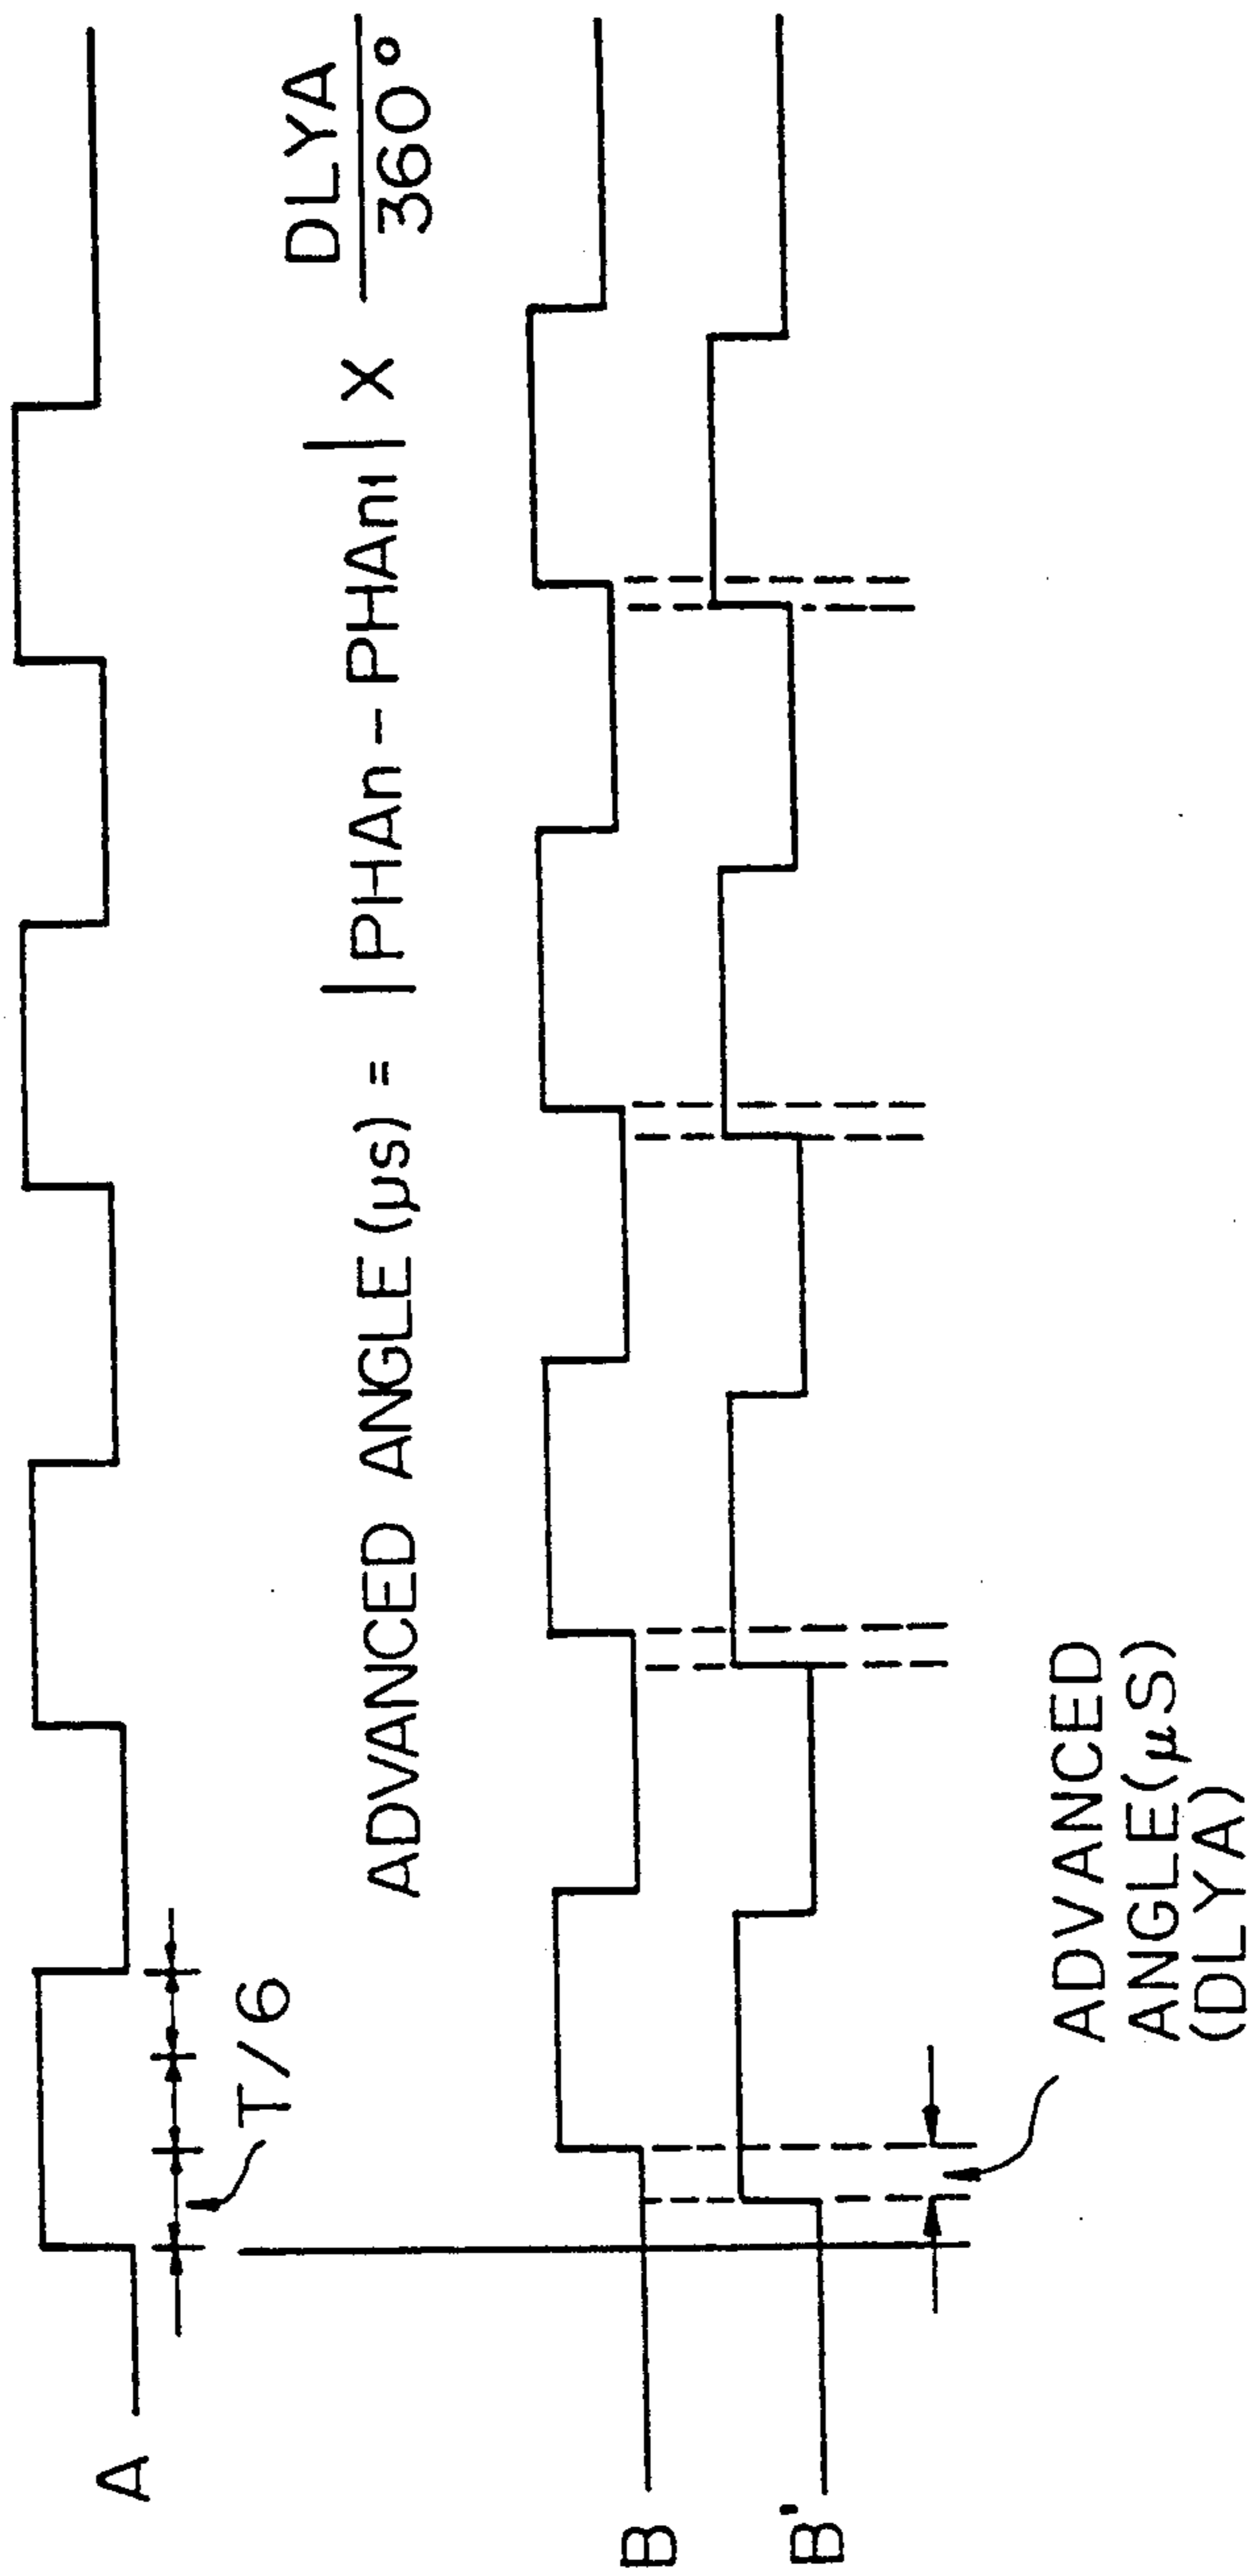 A
T/6
ADVANCED ANGLE (μs) = |PHAn-PHAn1| X DLYA
360°
B
B'
ADVANCED
ANGLE(μS)
(DLYA)